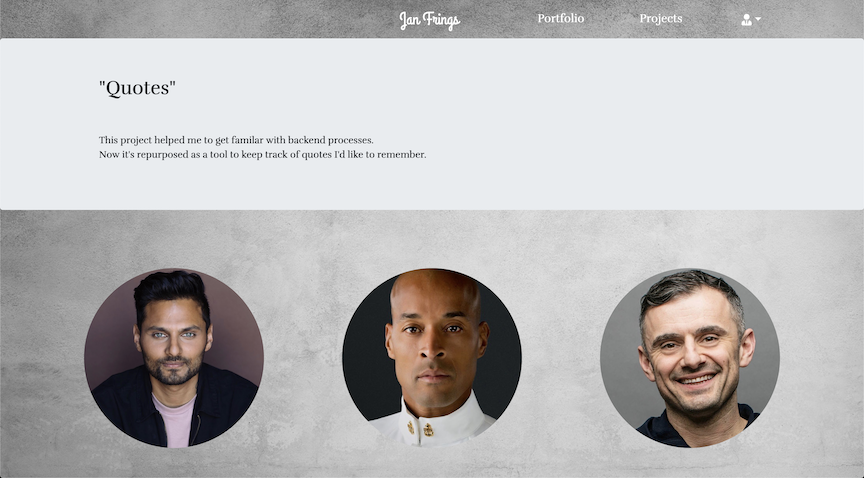 Jan Frings
Portfolio
Projects
"Quotes"
This project helped me to get familar with backend processes.
Now it's repurposed as a tool to keep track of quotes I'd like to remember.